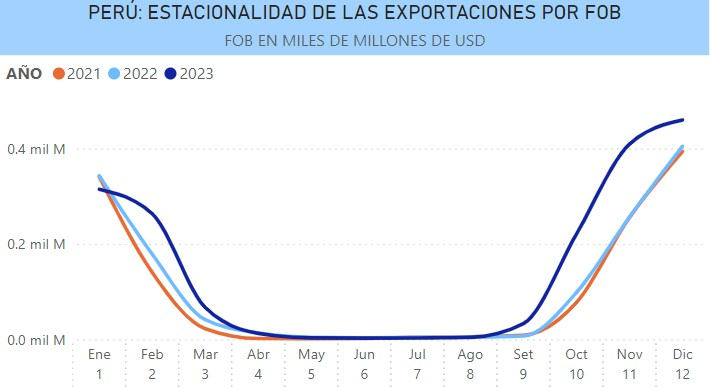 PERÚ: ESTACIONALIDAD DE LAS EXPORTACIONES POR FOB
FOB EN MILES DE MILLONES DE USD
AÑO 2021 2022 2023
0.4 mil M
0.2 mil M
0.0 mil M
Ene Feb Mar Abr May Jun Jul Ago Set Oct Nov Dic
1 2 3 4 5 6 7 8 9 10 11 12